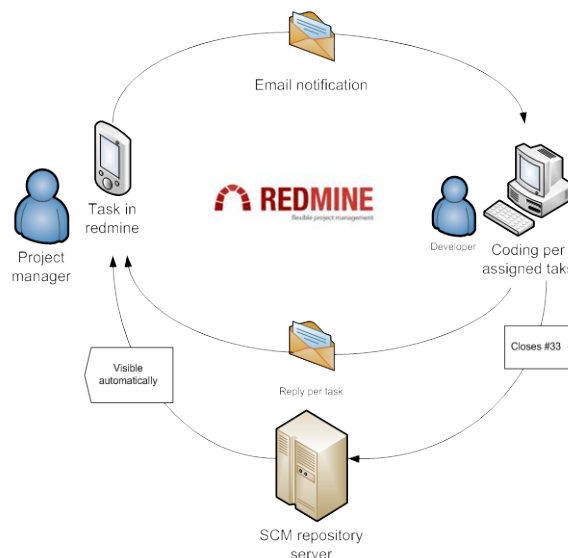 Email notification
REDMINE
flexible project management
Task in
redmine
Project
manager
Developer
Coding per
assigned taks
Visible
automatically
Closes #33
Reply per task
SCM repository
server